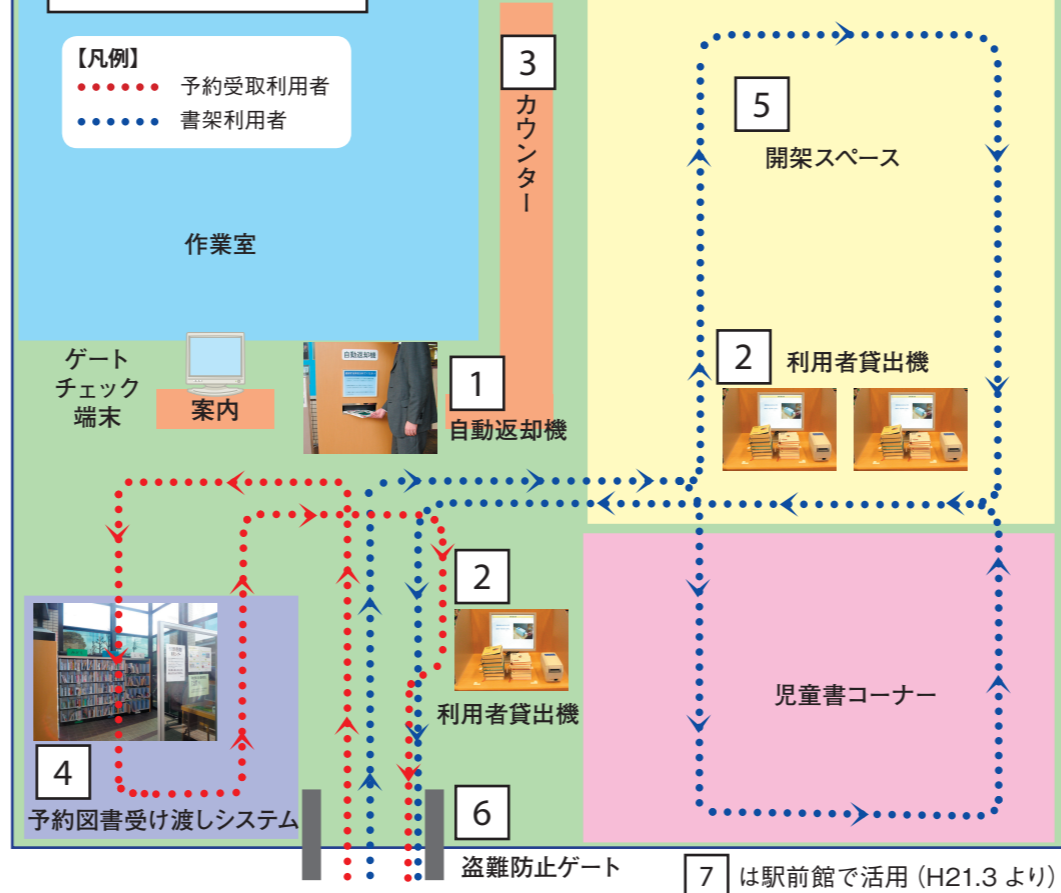 【凡例】
予約受取利用者
書架利用者
3
カウンター
5
開架スペース
作業室
ゲート
チェック
端末
案内
自動返却機
1
自動返却機
2
利用者貸出機
2
利用者貸出機
児童書コーナー
4
予約図書受け渡しシステム
6
盗難防止ゲート
7
は駅前館で活用（H21.3 より）